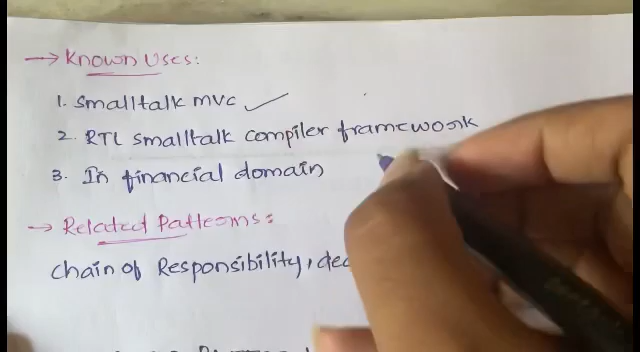 → Known Uses:
1. Smalltalk MVC ✓
2. RTL Smalltalk compiler framework
3. In financial domain
→ Related Patterns:
Chain of Responsibility,